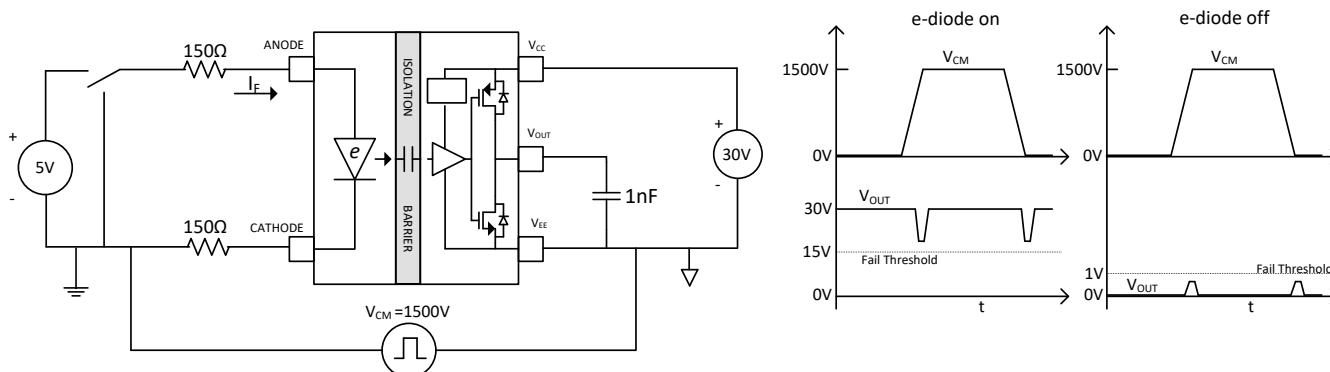 150Ω
ANODE
I_F
+
5V
-
150Ω
CATHODE
e
ISOLATION
BARRIER
V_CC
V_OUT
V_EE
1nF
+
30V
-
V_CM =1500V
e-diode on
1500V
V_CM
0V
30V
V_OUT
15V
Fail Threshold
0V
t
e-diode off
1500V
V_CM
0V
1V
Fail Threshold
0V
V_OUT
t